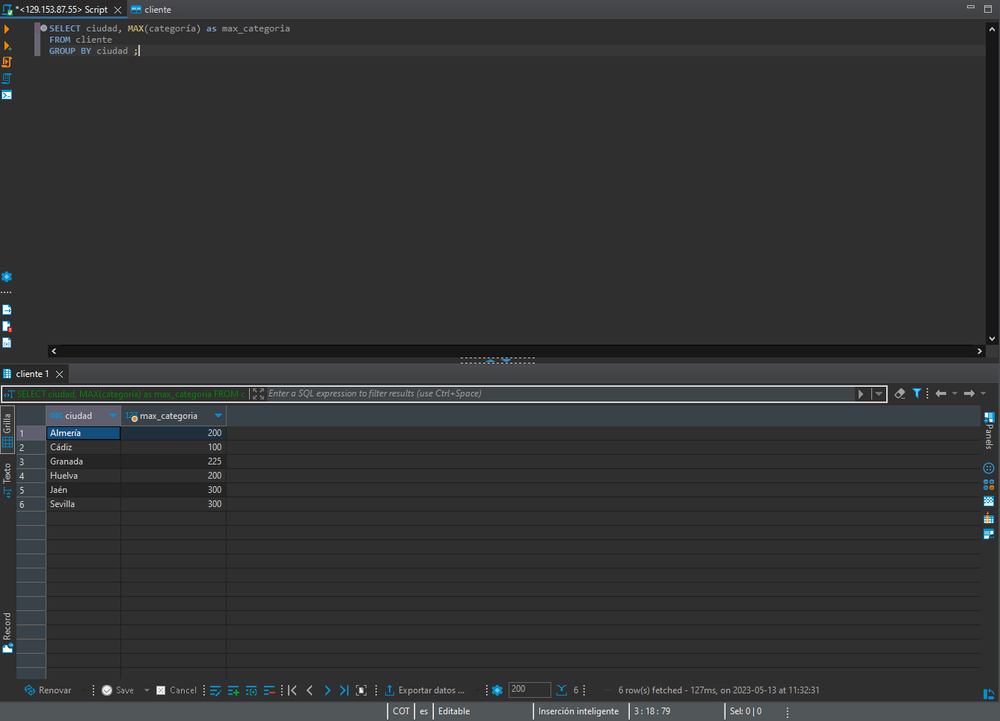 *<129.153.87.55> Script
cliente
SELECT ciudad, MAX(categoría) as max_categoria
FROM cliente
GROUP BY ciudad ;
cliente 1
SELECT ciudad, MAX(categoría) as max_categoria FROM c
Enter a SQL expression to filter results (use Ctrl+Space)
Grilla
Texto
Record
Panels
ABC ciudad
123 max_categoria
1 Almería 200
2 Cádiz 100
3 Granada 225
4 Huelva 200
5 Jaén 300
6 Sevilla 300
Renovar
Save
Cancel
Exportar datos ...
200
6
6 row(s) fetched - 127ms, on 2023-05-13 at 11:32:31
COT
es
Editable
Inserción inteligente
3 : 18 : 79
Sel: 0 | 0